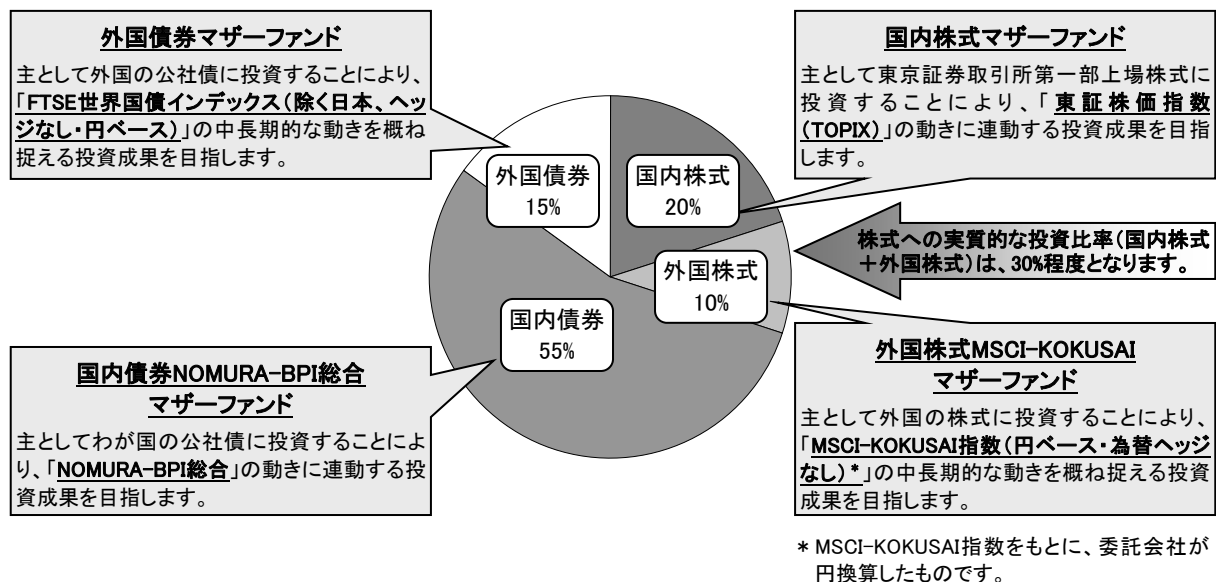 外国債券マザーファンド
主として外国の公社債に投資することにより、
「FTSE世界国債インデックス(除く日本、ヘッ
ジなし・円ベース)」の中長期的な動きを概ね
捉える投資成果を目指します。
国内株式マザーファンド
主として東京証券取引所第一部上場株式に
投資することにより、「東証株価指数
(TOPIX)」の動きに連動する投資成果を目指
します。
外国債券
15%
国内株式
20%
株式への実質的な投資比率(国内株式
+外国株式)は、30%程度となります。
外国株式
10%
国内債券
55%
国内債券NOMURA-BPI総合
マザーファンド
主としてわが国の公社債に投資することによ
り、「NOMURA-BPI総合」の動きに連動する投
資成果を目指します。
外国株式MSCI-KOKUSAI
マザーファンド
主として外国の株式に投資することにより、
「MSCI-KOKUSAI指数(円ベース・為替ヘッジ
なし)*」の中長期的な動きを概ね捉える投資
成果を目指します。
* MSCI-KOKUSAI指数をもとに、委託会社が
円換算したものです。